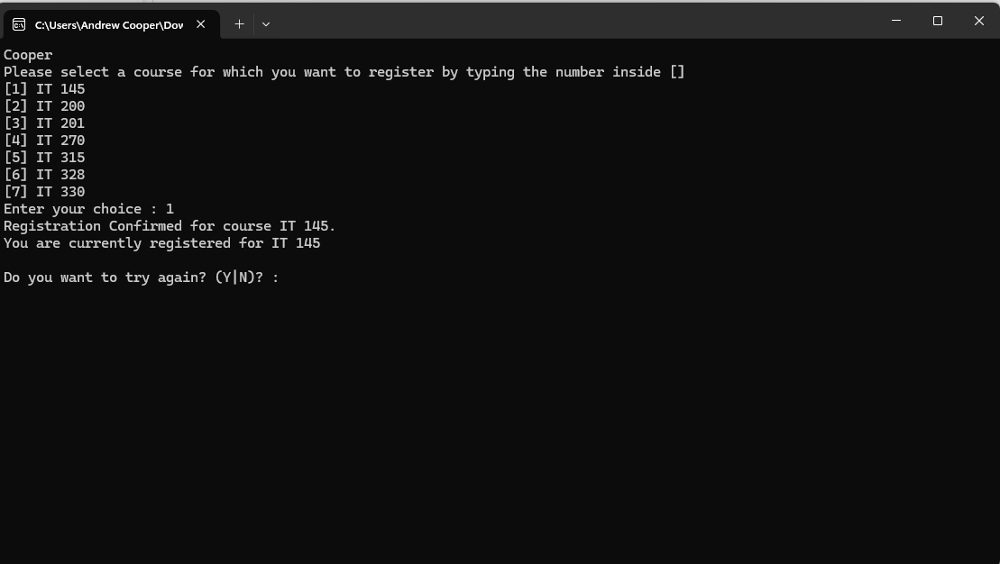 C:\Users\Andrew Cooper\Dov
Cooper
Please select a course for which you want to register by typing the number inside []
[1] IT 145
[2] IT 200
[3] IT 201
[4] IT 270
[5] IT 315
[6] IT 328
[7] IT 330
Enter your choice : 1
Registration Confirmed for course IT 145.
You are currently registered for IT 145
Do you want to try again? (Y|N)? :